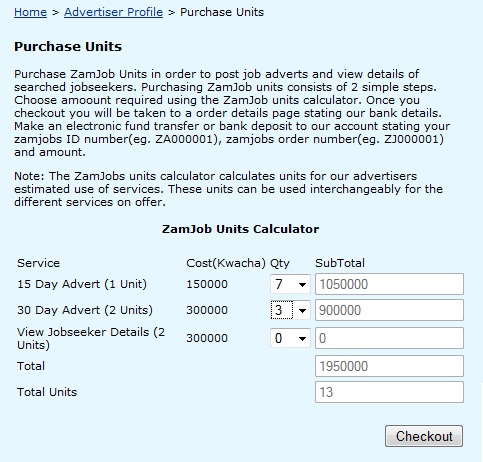 Home > Advertiser Profile > Purchase Units
Purchase Units
Purchase ZamJob Units in order to post job adverts and view details of
searched jobseekers. Purchasing ZamJob units consists of 2 simple steps.
Choose amount required using the ZamJob units calculator. Once you
checkout you will be taken to a order details page stating our bank details.
Make an electronic fund transfer or bank deposit to our account stating your
zamjobs ID number(eg. ZA000001), zamjobs order number(eg. ZJ000001)
and amount.
Note: The ZamJobs units calculator calculates units for our advertisers
estimated use of services. These units can be used interchangeably for the
different services on offer.
ZamJob Units Calculator
Service Cost(Kwacha) Qty SubTotal
15 Day Advert (1 Unit) 150000 7 1050000
30 Day Advert (2 Units) 300000 3 900000
View Jobseeker Details (2
Units) 300000 0 0
Total 1950000
Total Units 13
Checkout